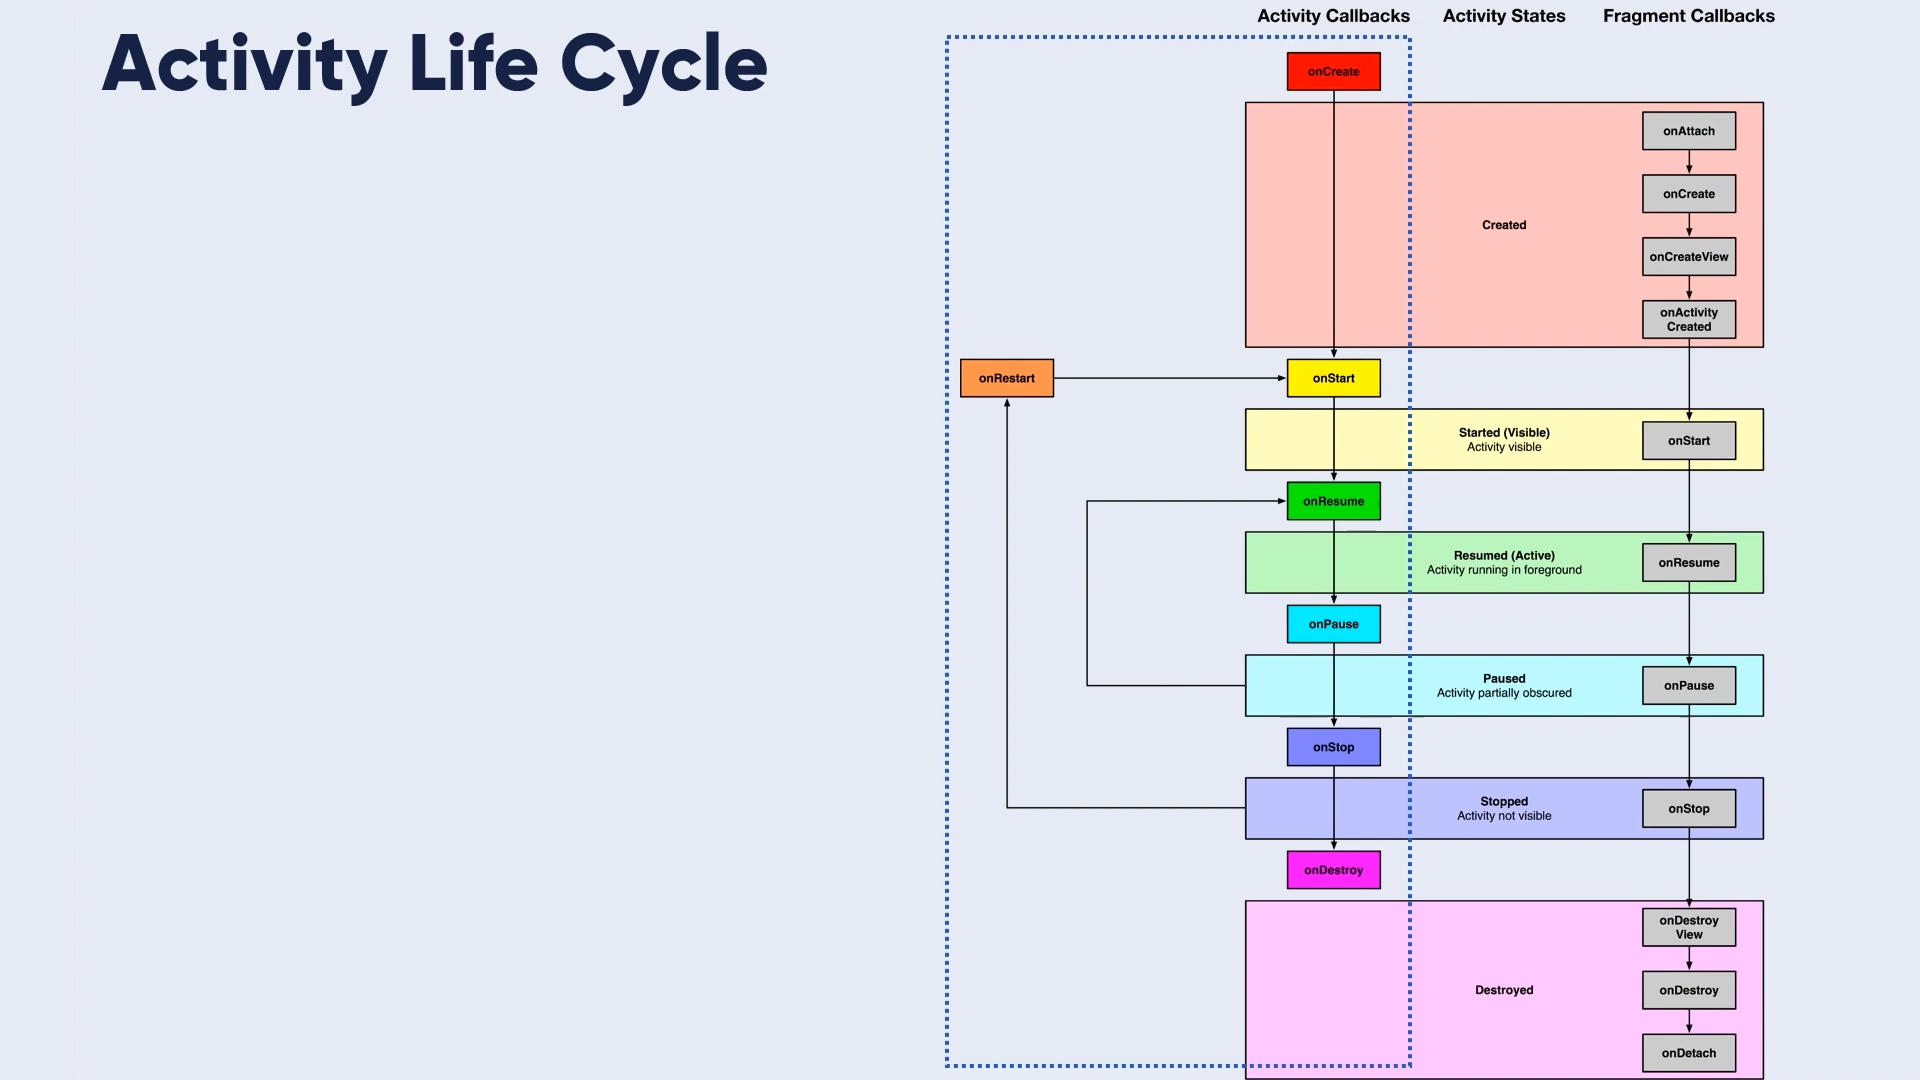 Activity Life Cycle
Activity Callbacks
Activity States
Fragment Callbacks
onCreate
onAttach
onCreate
Created
onCreateView
onActivity
Created
onRestart
onStart
Started (Visible)
Activity visible
onStart
onResume
Resumed (Active)
Activity running in foreground
onResume
onPause
Paused
Activity partially obscured
onPause
onStop
Stopped
Activity not visible
onStop
onDestroy
onDestroy
View
Destroyed
onDestroy
onDetach